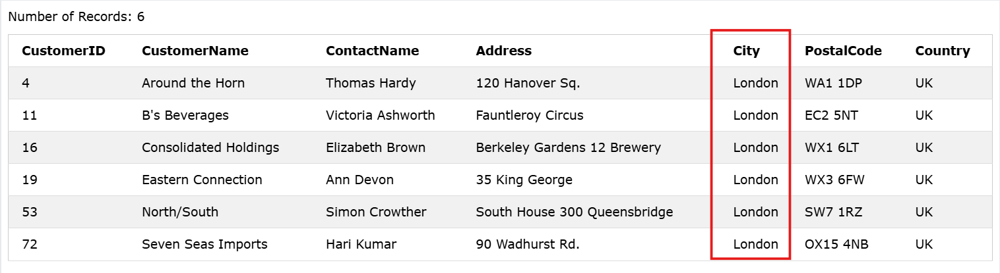 Number of Records: 6
CustomerID CustomerName ContactName Address City PostalCode Country
4 Around the Horn Thomas Hardy 120 Hanover Sq. London WA1 1DP UK
11 B's Beverages Victoria Ashworth Fauntleroy Circus London EC2 5NT UK
16 Consolidated Holdings Elizabeth Brown Berkeley Gardens 12 Brewery London WX1 6LT UK
19 Eastern Connection Ann Devon 35 King George London WX3 6FW UK
53 North/South Simon Crowther South House 300 Queensbridge London SW7 1RZ UK
72 Seven Seas Imports Hari Kumar 90 Wadhurst Rd. London OX15 4NB UK